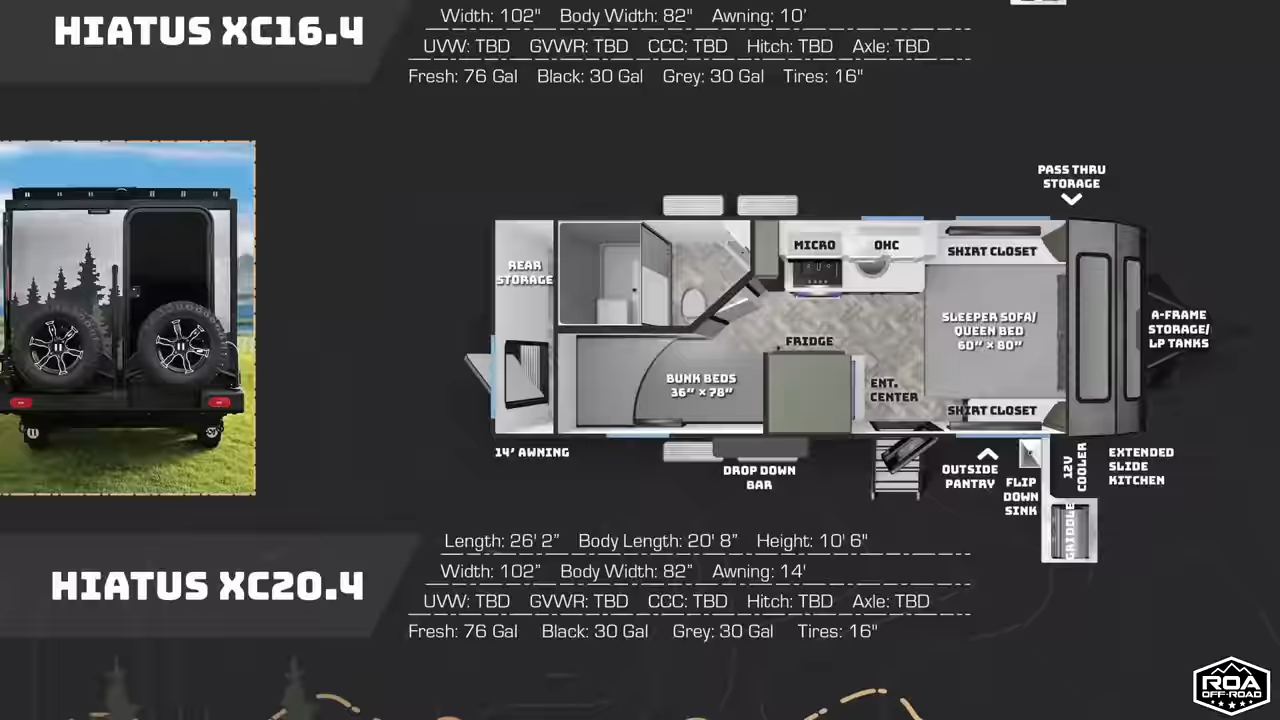 HIATUS XC16.4
Width: 102" Body Width: 82" Awning: 10'
UVW: TBD GVWR: TBD CCC: TBD Hitch: TBD Axle: TBD
Fresh: 76 Gal Black: 30 Gal Grey: 30 Gal Tires: 16"
PASS THRU
STORAGE
MICRO
OHC
SHIRT CLOSET
REAR
STORAGE
SLEEPER SOFA/
QUEEN BED
60" x 80"
A-FRAME
STORAGE/
LP TANKS
FRIDGE
BUNK BEDS
36" x 78"
ENT.
CENTER
SHIRT CLOSET
14' AWNING
DROP DOWN
BAR
OUTSIDE
PANTRY
FLIP
DOWN
SINK
12V
COOLER
EXTENDED
SLIDE
KITCHEN
GRIDDLE
HIATUS XC20.4
Length: 26' 2” Body Length: 20' 8” Height: 10' 6"
Width: 102” Body Width: 82” Awning: 14'
UVW: TBD GVWR: TBD CCC: TBD Hitch: TBD Axle: TBD
Fresh: 76 Gal Black: 30 Gal Grey: 30 Gal Tires: 16"
ROA
OFF-ROAD